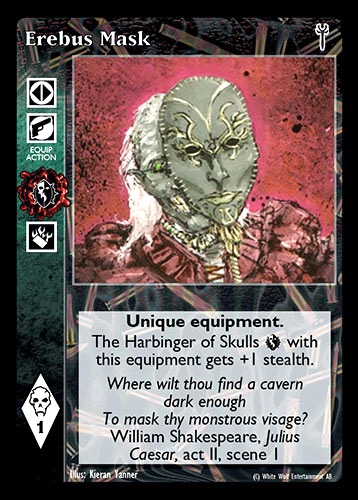 Erebus Mask
EQUIP
ACTION
Unique equipment.
The Harbinger of Skulls with
this equipment gets +1 stealth.
Where wilt thou find a cavern
dark enough
To mask thy monstrous visage?
William Shakespeare, Julius
Caesar, act II, scene 1
1
Illus: Kieran Yanner
(C) White Wolf Entertainment AB